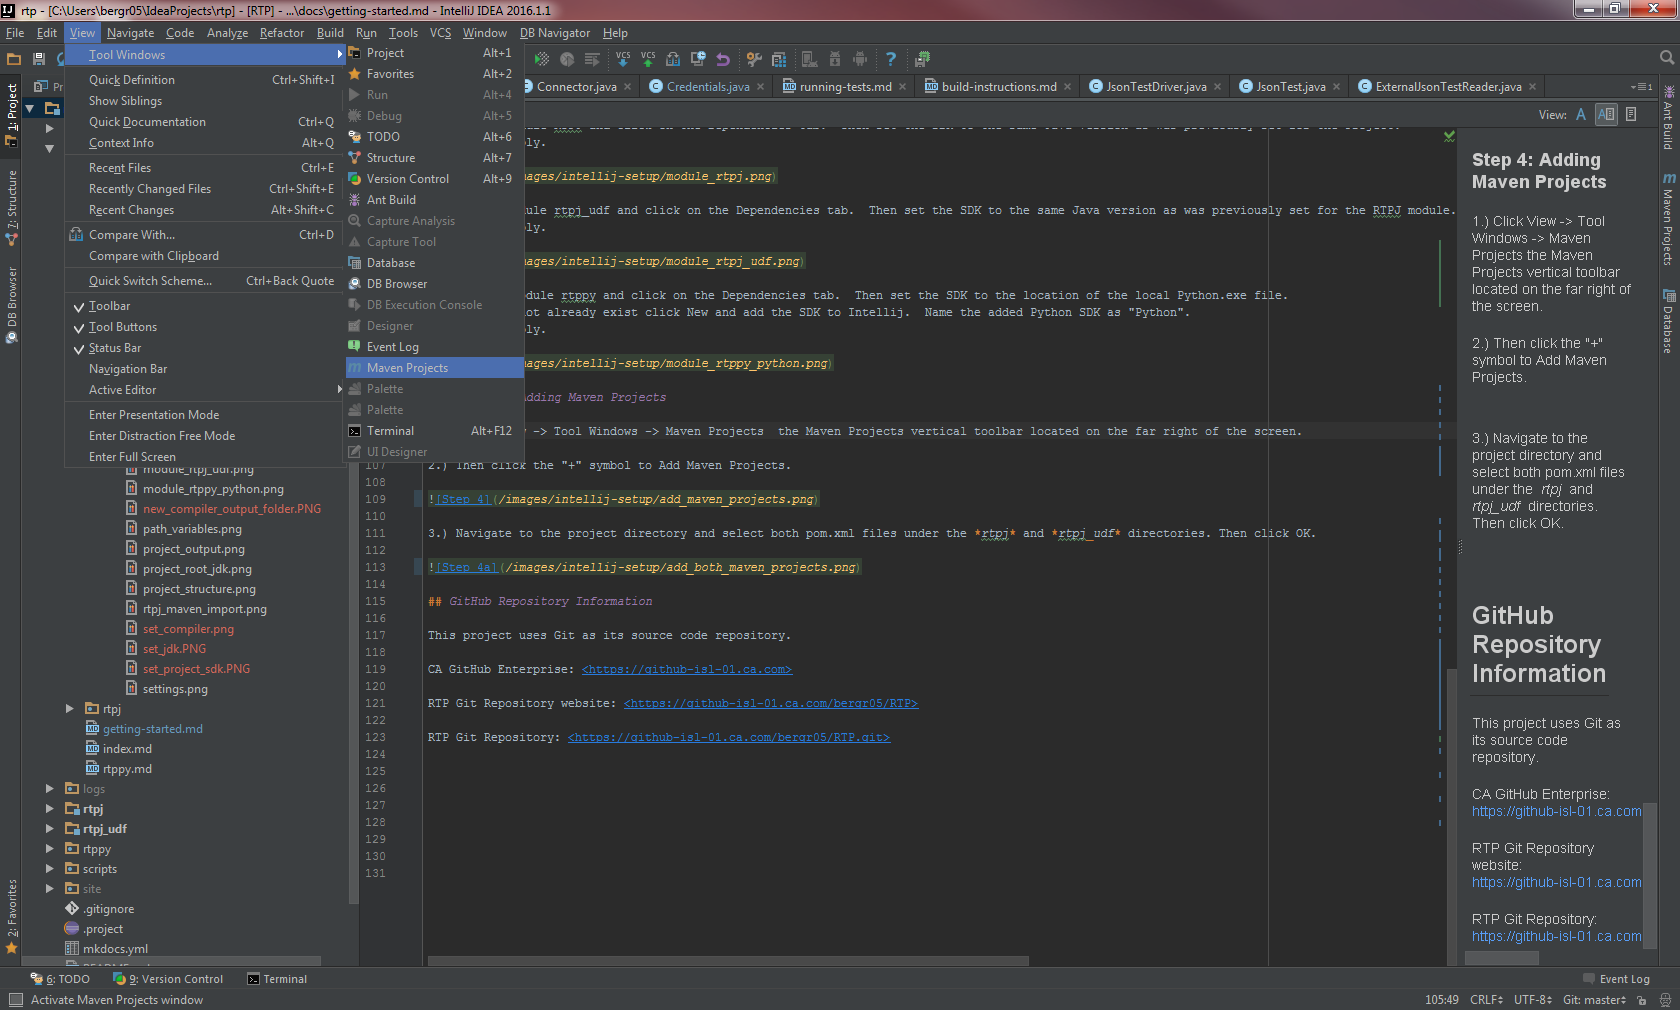 rtp - [C:\Users\bergr05\IdeaProjects\rtp] - [RTP] - ...\docs\getting-started.md - IntelliJ IDEA 2016.1.1
File Edit View Navigate Code Analyze Refactor Build Run Tools VCS Window DB Navigator Help
Tool Windows
Quick Definition Ctrl+Shift+I
Show Siblings
Quick Documentation Ctrl+Q
Context Info Alt+Q
Recent Files Ctrl+E
Recently Changed Files Ctrl+Shift+E
Recent Changes Alt+Shift+C
Compare With... Ctrl+D
Compare with Clipboard
Quick Switch Scheme... Ctrl+Back Quote
Toolbar
Tool Buttons
Status Bar
Navigation Bar
Active Editor
Enter Presentation Mode
Enter Distraction Free Mode
Enter Full Screen
Project Alt+1
Favorites Alt+2
Run Alt+4
Debug Alt+5
TODO Alt+6
Structure Alt+7
Version Control Alt+9
Ant Build
Capture Analysis
Capture Tool
Database
DB Browser
DB Execution Console
Designer
Event Log
Maven Projects
Palette
Palette
Terminal Alt+F12
UI Designer
VCS VCS
Connector.java Credentials.java running-tests.md build-instructions.md JsonTestDriver.java JsonTest.java ExternalJsonTestReader.java
View:
1: Project
7: Structure
DB Browser
2: Favorites
Pr
module_rtpj_udf.png
module_rtppy_python.png
new_compiler_output_folder.PNG
path_variables.png
project_output.png
project_root_jdk.png
project_structure.png
rtpj_maven_import.png
set_compiler.png
set_jdk.PNG
set_project_sdk.PNG
settings.png
rtpj
getting-started.md
index.md
rtppy.md
logs
rtpj
rtpj_udf
rtppy
scripts
site
.gitignore
.project
mkdocs.yml
ly.
ages/intellij-setup/module_rtpj.png)
dule rtpj_udf and click on the Dependencies tab. Then set the SDK to the same Java version as was previously set for the RTPJ module.
ly.
ages/intellij-setup/module_rtpj_udf.png)
dule rtppy and click on the Dependencies tab. Then set the SDK to the location of the local Python.exe file.
ot already exist click New and add the SDK to Intellij. Name the added Python SDK as "Python".
ly.
ages/intellij-setup/module_rtppy_python.png)
dding Maven Projects
-> Tool Windows -> Maven Projects the Maven Projects vertical toolbar located on the far right of the screen.
107 2.) Then click the "+" symbol to Add Maven Projects.
108
109 ![Step 4](/images/intellij-setup/add_maven_projects.png)
110
111 3.) Navigate to the project directory and select both pom.xml files under the *rtpj* and *rtpj_udf* directories. Then click OK.
112
113 ![Step 4a](/images/intellij-setup/add_both_maven_projects.png)
114
115 ## GitHub Repository Information
116
117 This project uses Git as its source code repository.
118
119 CA GitHub Enterprise: <https://github-isl-01.ca.com>
120
121 RTP Git Repository website: <https://github-isl-01.ca.com/bergr05/RTP>
122
123 RTP Git Repository: <https://github-isl-01.ca.com/bergr05/RTP.git>
124
125
126
127
128
129
130
131
Step 4: Adding
Maven Projects
1.) Click View -> Tool
Windows -> Maven
Projects the Maven
Projects vertical toolbar
located on the far right of
the screen.
2.) Then click the "+"
symbol to Add Maven
Projects.
3.) Navigate to the
project directory and
select both pom.xml files
under the rtpj and
rtpj_udf directories.
Then click OK.
GitHub
Repository
Information
This project uses Git as
its source code
repository.
CA GitHub Enterprise:
https://github-isl-01.ca.com
RTP Git Repository
website:
https://github-isl-01.ca.com
RTP Git Repository:
https://github-isl-01.ca.com
Ant Build
Maven Projects
Database
6: TODO 9: Version Control Terminal Event Log
Activate Maven Projects window 105:49 CRLF UTF-8 Git: master